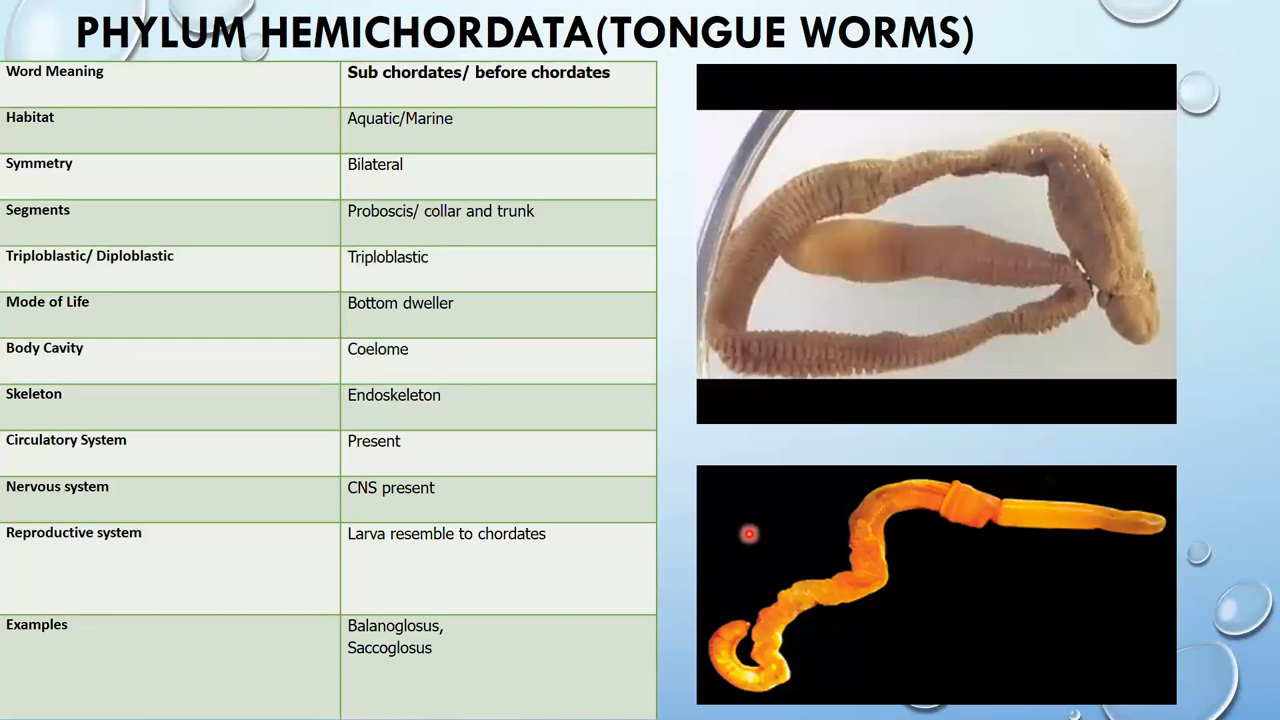 PHYLUM HEMICHORDATA(TONGUE WORMS)
Word Meaning
Sub chordates/ before chordates
Habitat
Aquatic/Marine
Symmetry
Bilateral
Segments
Proboscis/ collar and trunk
Triploblastic/ Diploblastic
Triploblastic
Mode of Life
Bottom dweller
Body Cavity
Coelome
Skeleton
Endoskeleton
Circulatory System
Present
Nervous system
CNS present
Reproductive system
Larva resemble to chordates
Examples
Balanoglosus,
Saccoglosus